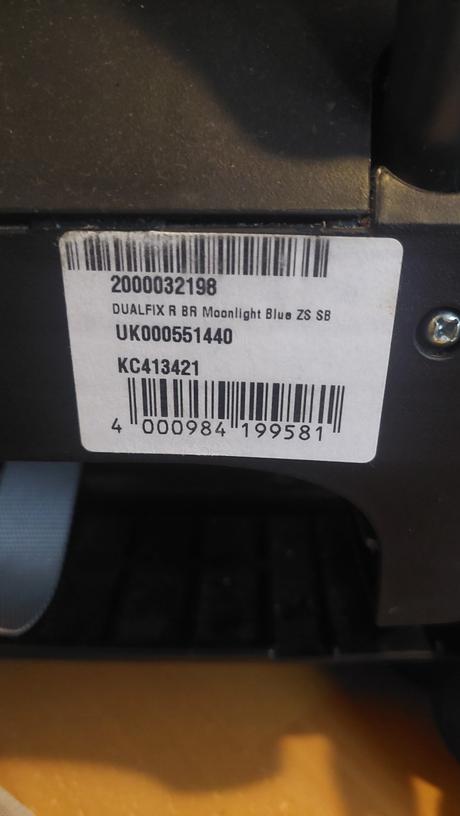 2000032198
DUALFIX R BR Moonlight Blue ZS SB
UK000551440
KC413421
4 000984 199581